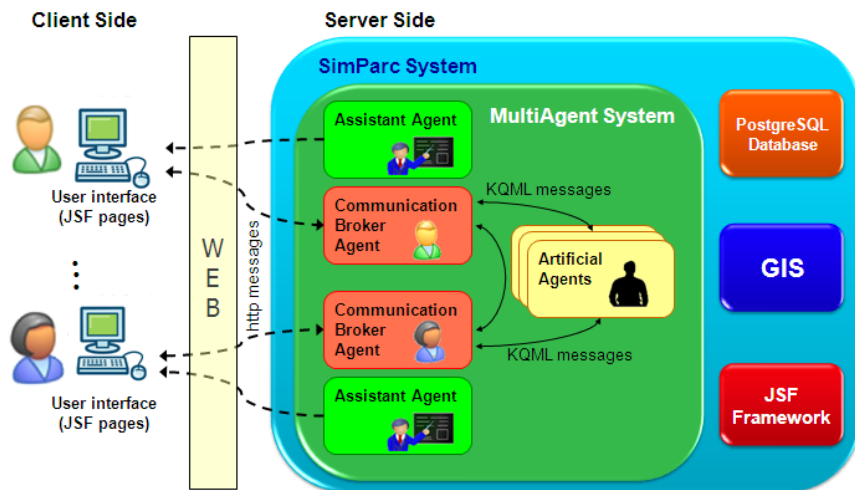 Client Side
Server Side
SimParc System
MultiAgent System
Assistant Agent
PostgreSQL
Database
User interface
(JSF pages)
KQML messages
Communication
Broker
Agent
WEB
http messages
Artificial
Agents
GIS
Communication
Broker
Agent
KQML messages
User interface
(JSF pages)
Assistant Agent
JSF
Framework